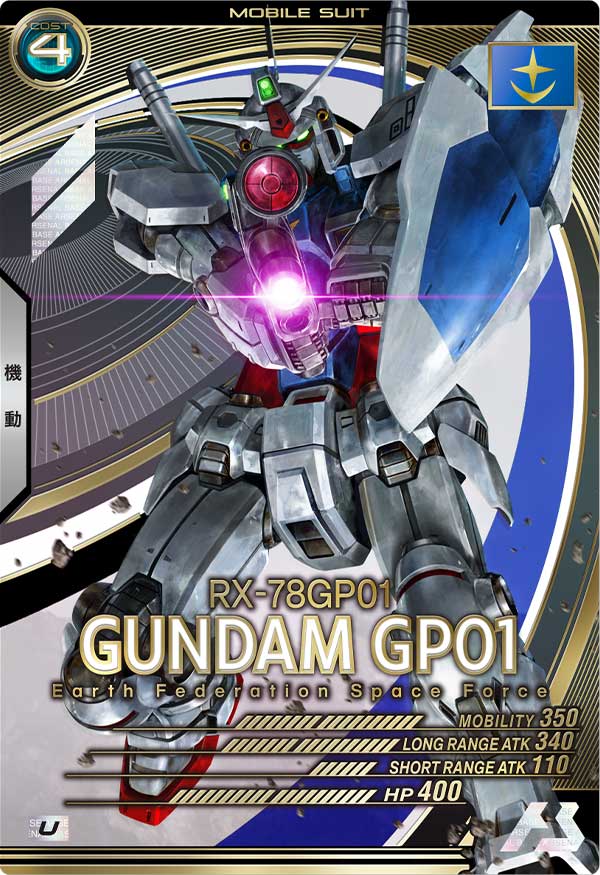 MOBILE SUIT
COST
4
機動
RX-78GP01
GUNDAM GP01
Earth Federation Space Force
MOBILITY 350
LONG RANGE ATK 340
SHORT RANGE ATK 110
HP 400
U
A